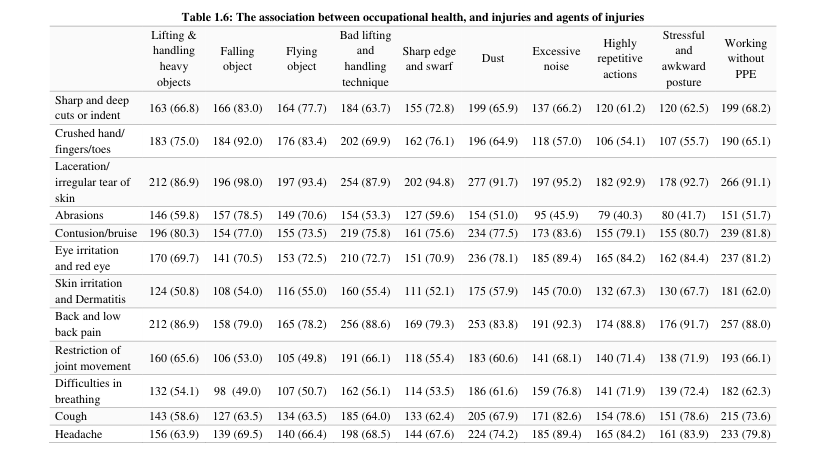 Table 1.6: The association between occupational health, and injuries and agents of injuries
Lifting & handling heavy objects | Falling object | Flying object | Bad lifting and handling technique | Sharp edge and swarf | Dust | Excessive noise | Highly repetitive actions | Stressful and awkward posture | Working without PPE
Sharp and deep cuts or indent 163 (66.8) 166 (83.0) 164 (77.7) 184 (63.7) 155 (72.8) 199 (65.9) 137 (66.2) 120 (61.2) 120 (62.5) 199 (68.2)
Crushed hand/ fingers/toes 183 (75.0) 184 (92.0) 176 (83.4) 202 (69.9) 162 (76.1) 196 (64.9) 118 (57.0) 106 (54.1) 107 (55.7) 190 (65.1)
Laceration/ irregular tear of skin 212 (86.9) 196 (98.0) 197 (93.4) 254 (87.9) 202 (94.8) 277 (91.7) 197 (95.2) 182 (92.9) 178 (92.7) 266 (91.1)
Abrasions 146 (59.8) 157 (78.5) 149 (70.6) 154 (53.3) 127 (59.6) 154 (51.0) 95 (45.9) 79 (40.3) 80 (41.7) 151 (51.7)
Contusion/bruise 196 (80.3) 154 (77.0) 155 (73.5) 219 (75.8) 161 (75.6) 234 (77.5) 173 (83.6) 155 (79.1) 155 (80.7) 239 (81.8)
Eye irritation and red eye 170 (69.7) 141 (70.5) 153 (72.5) 210 (72.7) 151 (70.9) 236 (78.1) 185 (89.4) 165 (84.2) 162 (84.4) 237 (81.2)
Skin irritation and Dermatitis 124 (50.8) 108 (54.0) 116 (55.0) 160 (55.4) 111 (52.1) 175 (57.9) 145 (70.0) 132 (67.3) 130 (67.7) 181 (62.0)
Back and low back pain 212 (86.9) 158 (79.0) 165 (78.2) 256 (88.6) 169 (79.3) 253 (83.8) 191 (92.3) 174 (88.8) 176 (91.7) 257 (88.0)
Restriction of joint movement 160 (65.6) 106 (53.0) 105 (49.8) 191 (66.1) 118 (55.4) 183 (60.6) 141 (68.1) 140 (71.4) 138 (71.9) 193 (66.1)
Difficulties in breathing 132 (54.1) 98 (49.0) 107 (50.7) 162 (56.1) 114 (53.5) 186 (61.6) 159 (76.8) 141 (71.9) 139 (72.4) 182 (62.3)
Cough 143 (58.6) 127 (63.5) 134 (63.5) 185 (64.0) 133 (62.4) 205 (67.9) 171 (82.6) 154 (78.6) 151 (78.6) 215 (73.6)
Headache 156 (63.9) 139 (69.5) 140 (66.4) 198 (68.5) 144 (67.6) 224 (74.2) 185 (89.4) 165 (84.2) 161 (83.9) 233 (79.8)